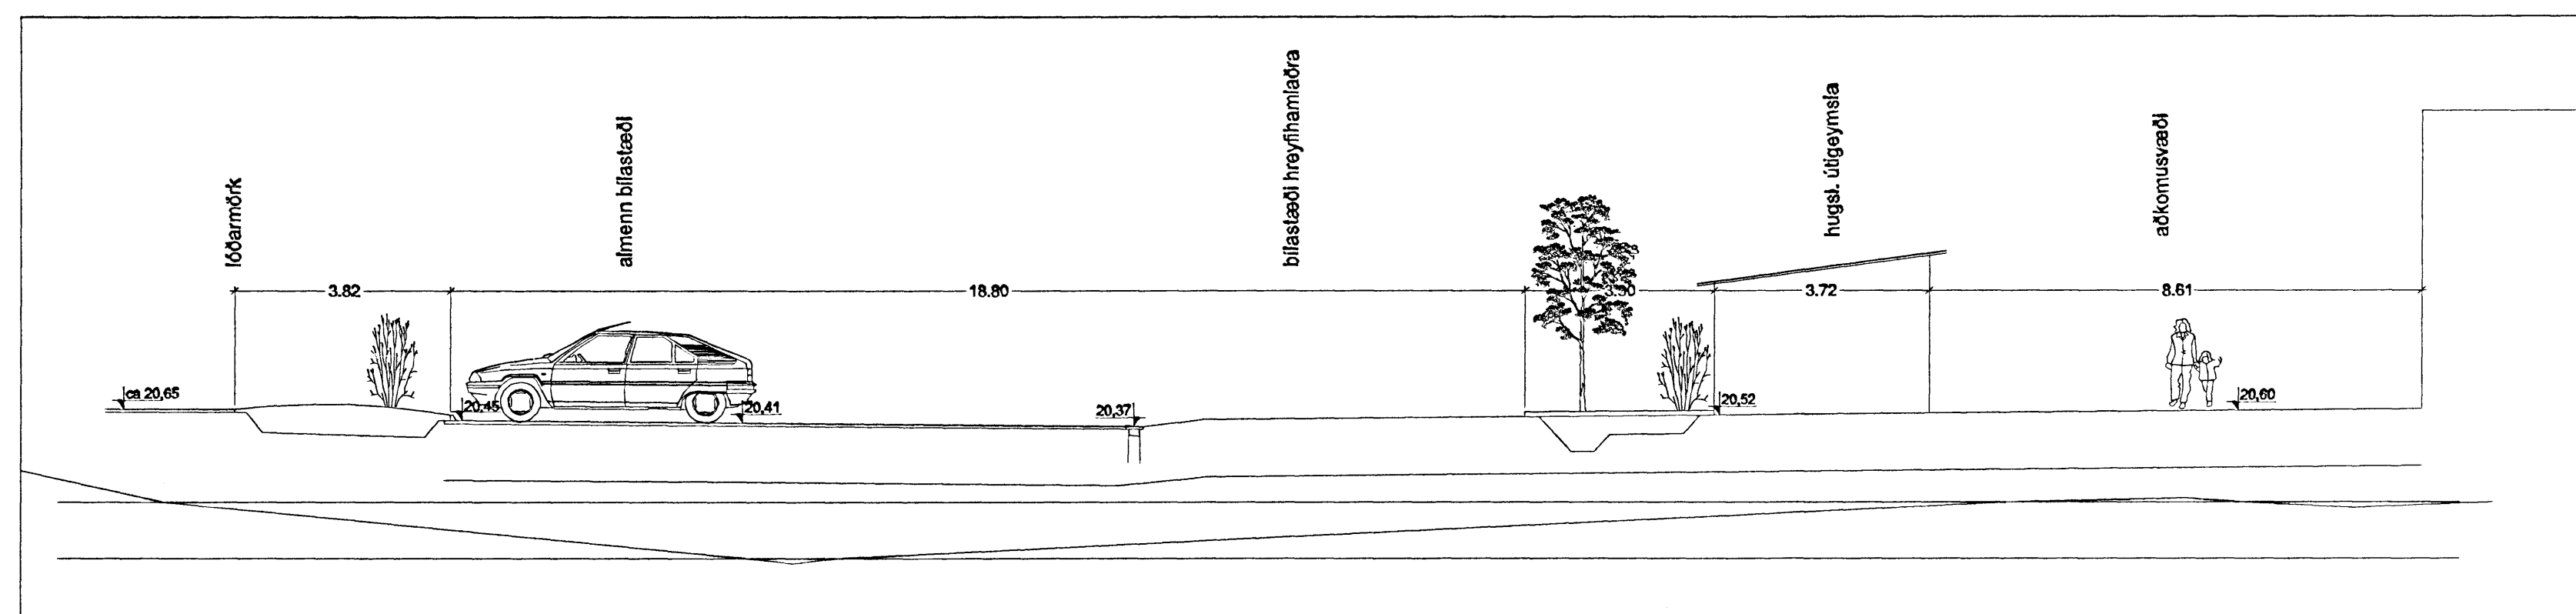 lóðarmörk
almenn bílastæði
bílastæði hreyfihamlaðra
hugsl. útigeymsla
aðkomusvæði
3.82
18.80
3.72
8.61
ca 20,65
20,45
20,41
20,37
20,52
20,60